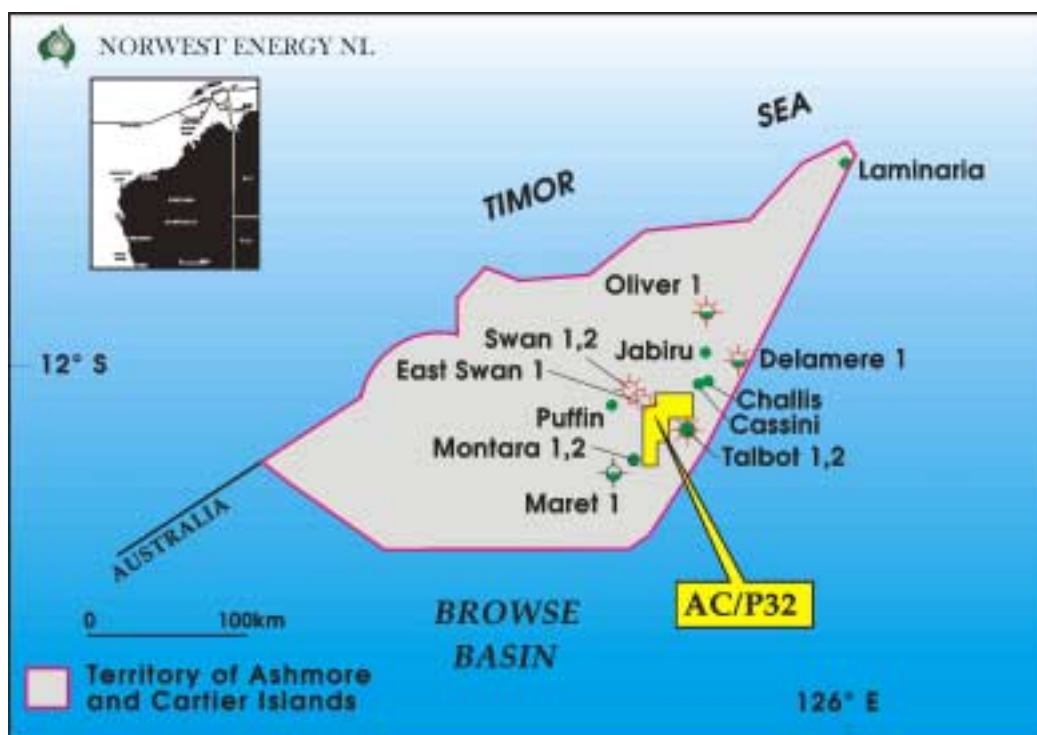 NORWEST ENERGY NL
SEA
TIMOR
Laminaria
Oliver 1
Swan 1,2
Jabiru
Delamere 1
12° S
East Swan 1
Challis
Puffin
Cassini
Montara 1,2
Talbot 1,2
Maret 1
AUSTRALIA
AC/P32
0 100km
BROWSE
BASIN
Territory of Ashmore
and Cartier Islands
126° E